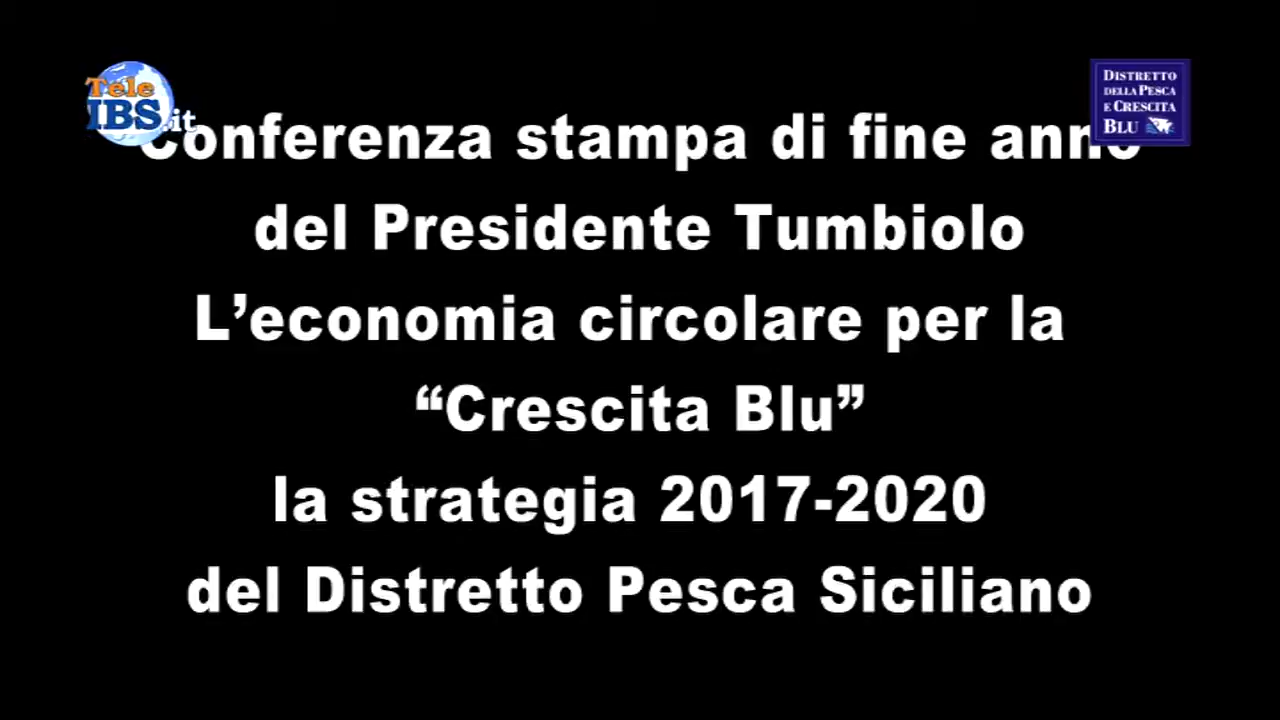 Tele
IBS.it
DISTRETTO
DELLA PESCA
E CRESCITA
BLU
Conferenza stampa di fine anno
del Presidente Tumbiolo
L’economia circolare per la
“Crescita Blu”
la strategia 2017-2020
del Distretto Pesca Siciliano